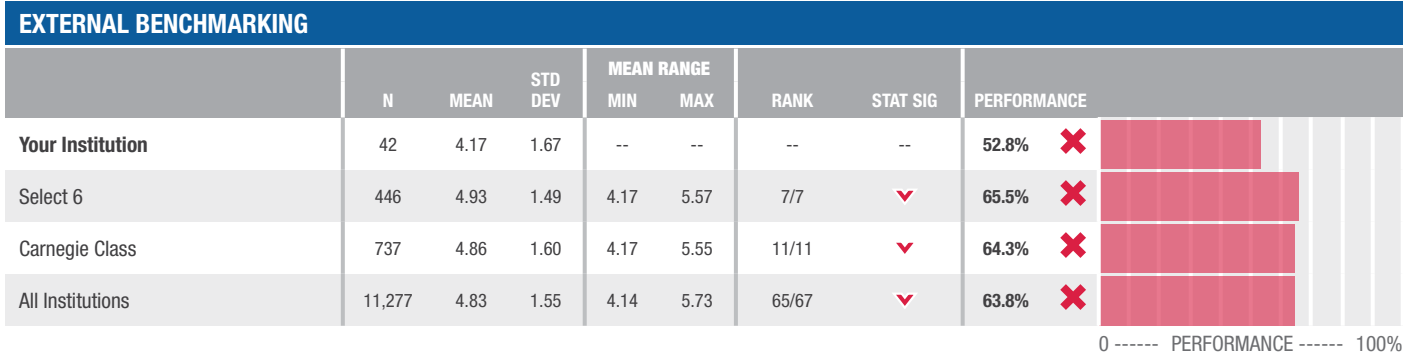 EXTERNAL BENCHMARKING
N MEAN STD DEV MEAN RANGE MIN MAX RANK STAT SIG PERFORMANCE
Your Institution 42 4.17 1.67 -- -- -- -- 52.8%
Select 6 446 4.93 1.49 4.17 5.57 7/7 65.5%
Carnegie Class 737 4.86 1.60 4.17 5.55 11/11 64.3%
All Institutions 11,277 4.83 1.55 4.14 5.73 65/67 63.8%
0 ------ PERFORMANCE ------ 100%